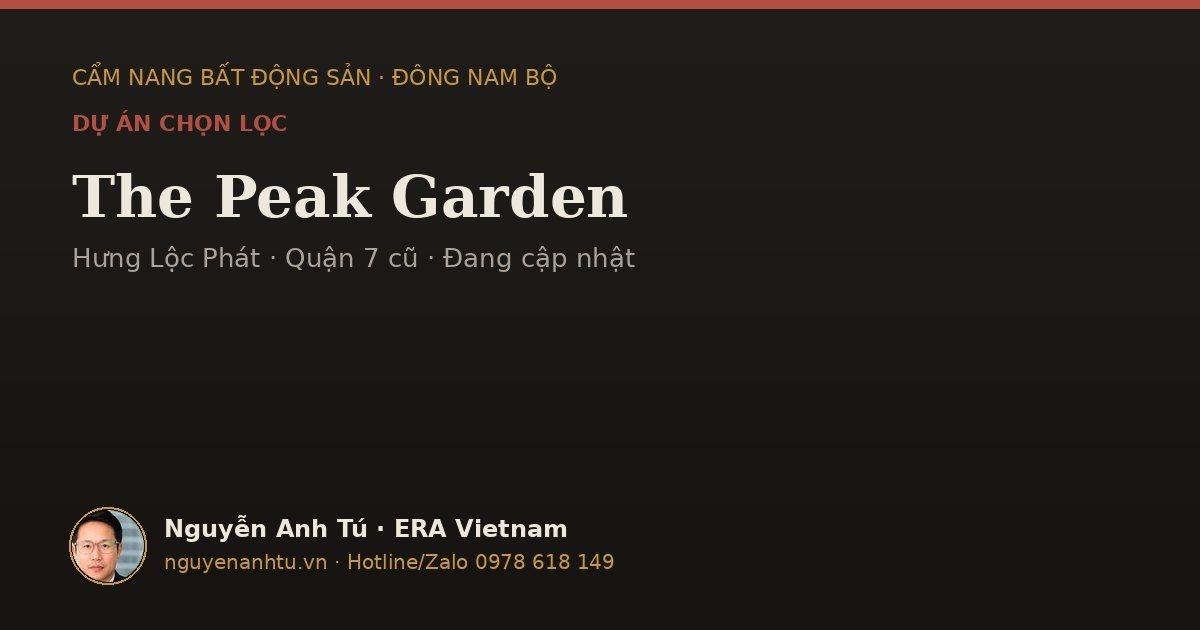 CẨM NANG BẤT ĐỘNG SẢN · ĐÔNG NAM BỘ
DỰ ÁN CHỌN LỌC
The Peak Garden
Hưng Lộc Phát · Quận 7 cũ · Đang cập nhật
Nguyễn Anh Tú · ERA Vietnam
nguyenanhtu.vn · Hotline/Zalo 0978 618 149